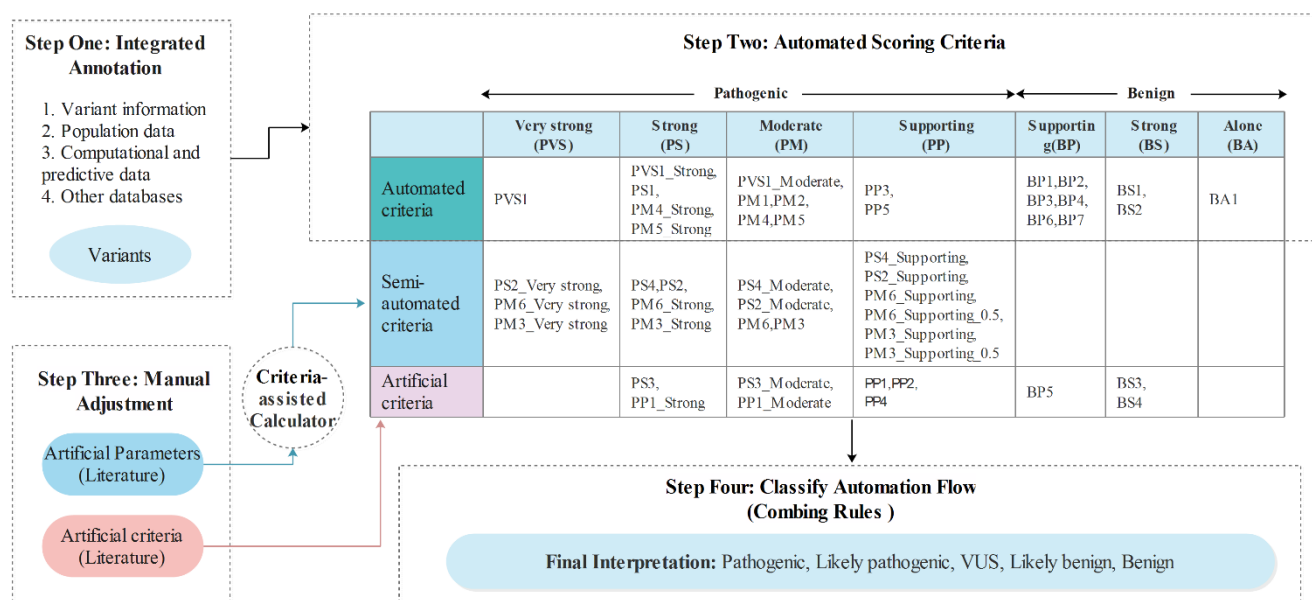 Step One: Integrated
Annotation
1. Variant information
2. Population data
3. Computational and
predictive data
4. Other databases
Variants
Step Two: Automated Scoring Criteria
Pathogenic
Benign
Very strong
(PVS)
Strong
(PS)
Moderate
(PM)
Supporting
(PP)
Supportin
g(BP)
Strong
(BS)
Alone
(BA)
Automated
criteria
PVS1
PVS1_Strong,
PS1,
PM4_Strong,
PM5_Strong
PVS1_Moderate,
PM1,PM2,
PM4,PM5
PP3,
PP5
BP1,BP2,
BP3,BP4,
BP6,BP7
BS1,
BS2
BA1
Semi-
automated
criteria
PS2_Very strong,
PM6_Very strong,
PM3_Very strong
PS4,PS2,
PM6_Strong,
PM3_Strong
PS4_Moderate,
PS2_Moderate,
PM6,PM3
PS4_Supporting,
PS2_Supporting,
PM6_Supporting,
PM6_Supporting_0.5,
PM3_Supporting,
PM3_Supporting_0.5
Artificial
criteria
PS3,
PP1_Strong
PS3_Moderate,
PP1_Moderate
PP1,PP2,
PP4
BP5
BS3,
BS4
Step Three: Manual
Adjustment
Artificial Parameters
(Literature)
Artificial criteria
(Literature)
Criteria-
assisted
Calculator
Step Four: Classify Automation Flow
(Combing Rules )
Final Interpretation: Pathogenic, Likely pathogenic, VUS, Likely benign, Benign